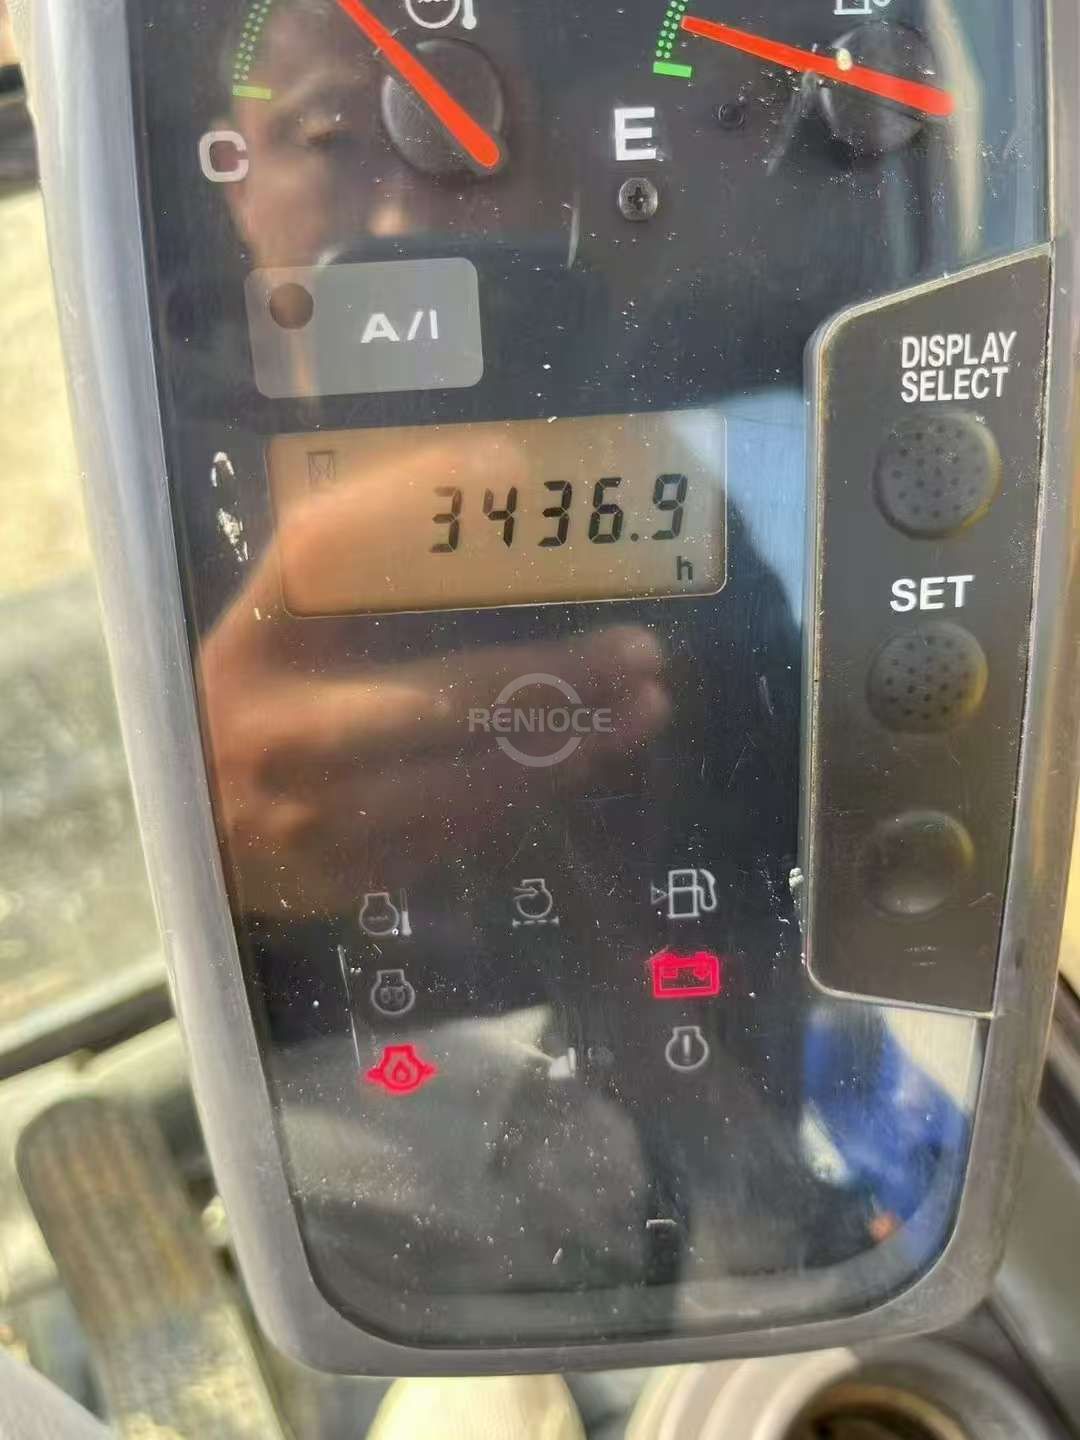 C
E
A/I
DISPLAY
SELECT
3436.9
h
SET
RENIOCE